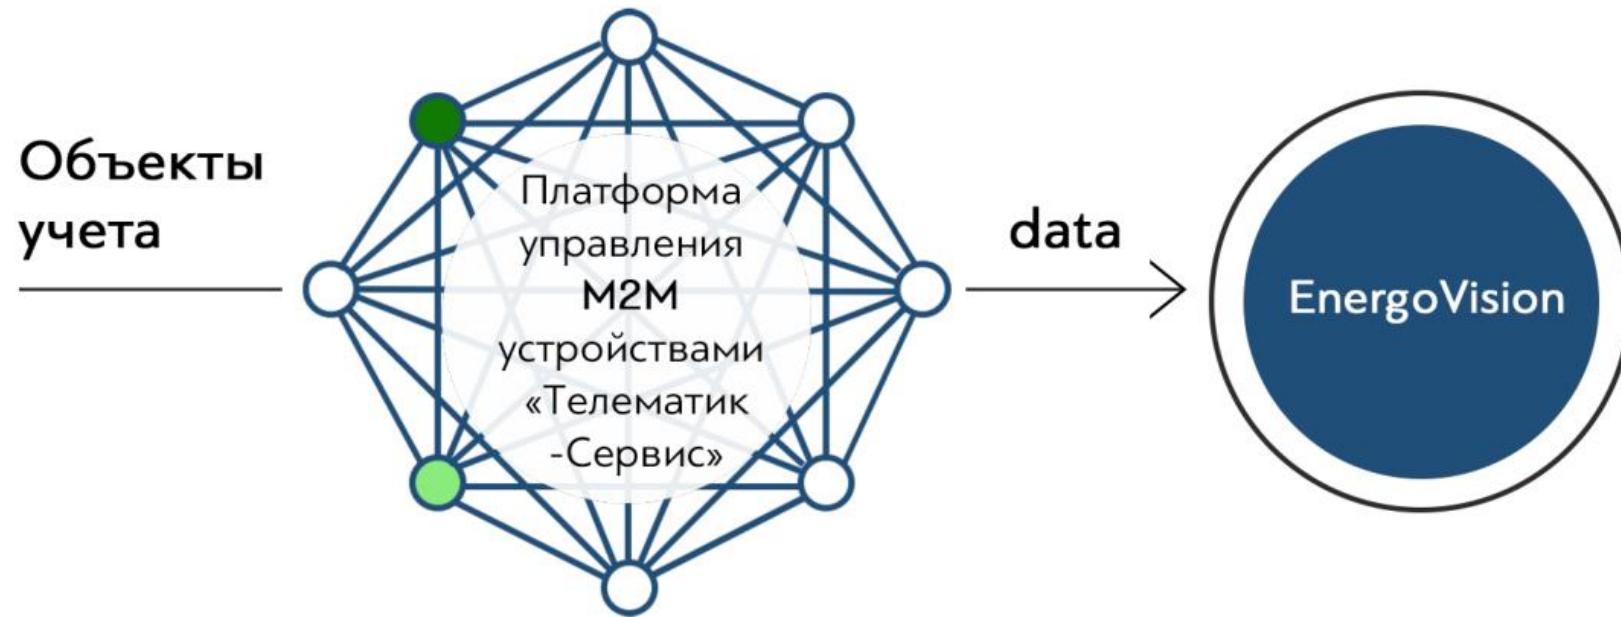 Объекты
учета
Платформа
управления
М2М
устройствами
«Телематик
-Сервис»
data
EnergoVision